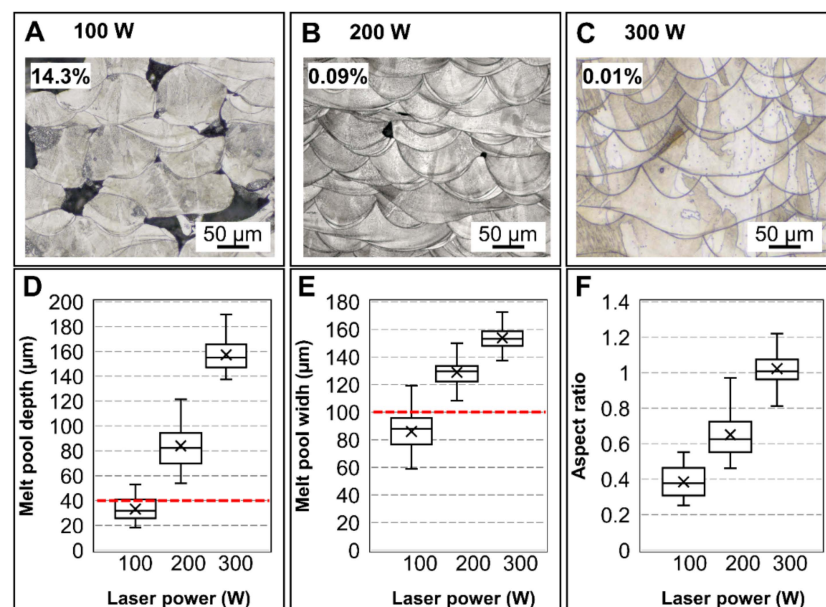 A 100 W
14.3%
50 µm
B 200 W
0.09%
50 µm
C 300 W
0.01%
50 µm
D
Melt pool depth (µm)
200
180
160
140
120
100
80
60
40
20
0
100 200 300
Laser power (W)
E
Melt pool widh (µm)
180
160
140
120
100
80
60
40
20
0
100 200 300
Laser power (W)
F
Aspect ratio
1.4
1.2
1
0.8
0.6
0.4
0.2
0
100 200 300
Laser power (W)